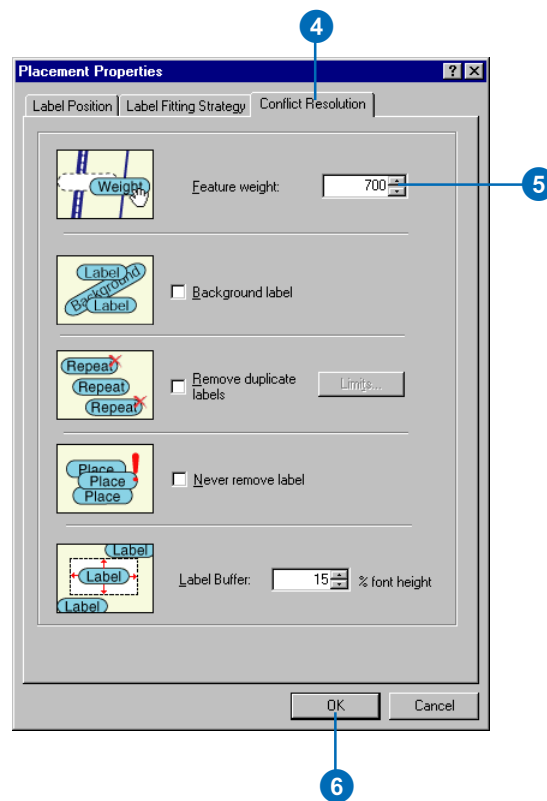 4
Placement Properties
Label Position Label Fitting Strategy Conflict Resolution
Weight
Feature weight: 700
5
Label
Background
Label
Background label
Repeat
Repeat
Repeat
Remove duplicate
labels
Limits...
Place
Place
Place
Never remove label
Label
Label
Label
Label Buffer: 15 % font height
OK Cancel
6